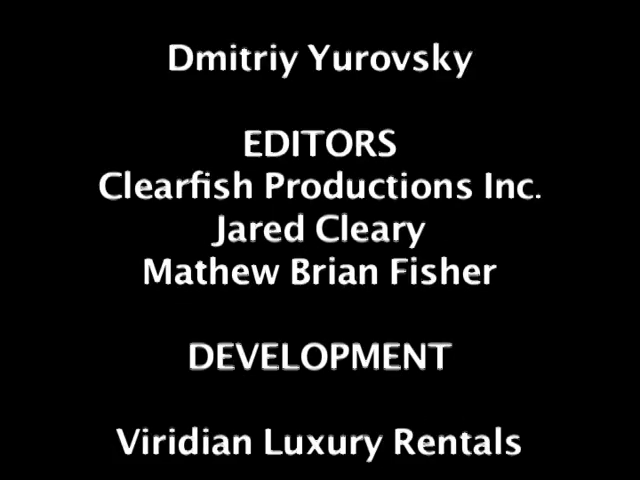 Dmitriy Yurovsky
EDITORS
Clearfish Productions Inc.
Jared Cleary
Mathew Brian Fisher
DEVELOPMENT
Viridian Luxury Rentals